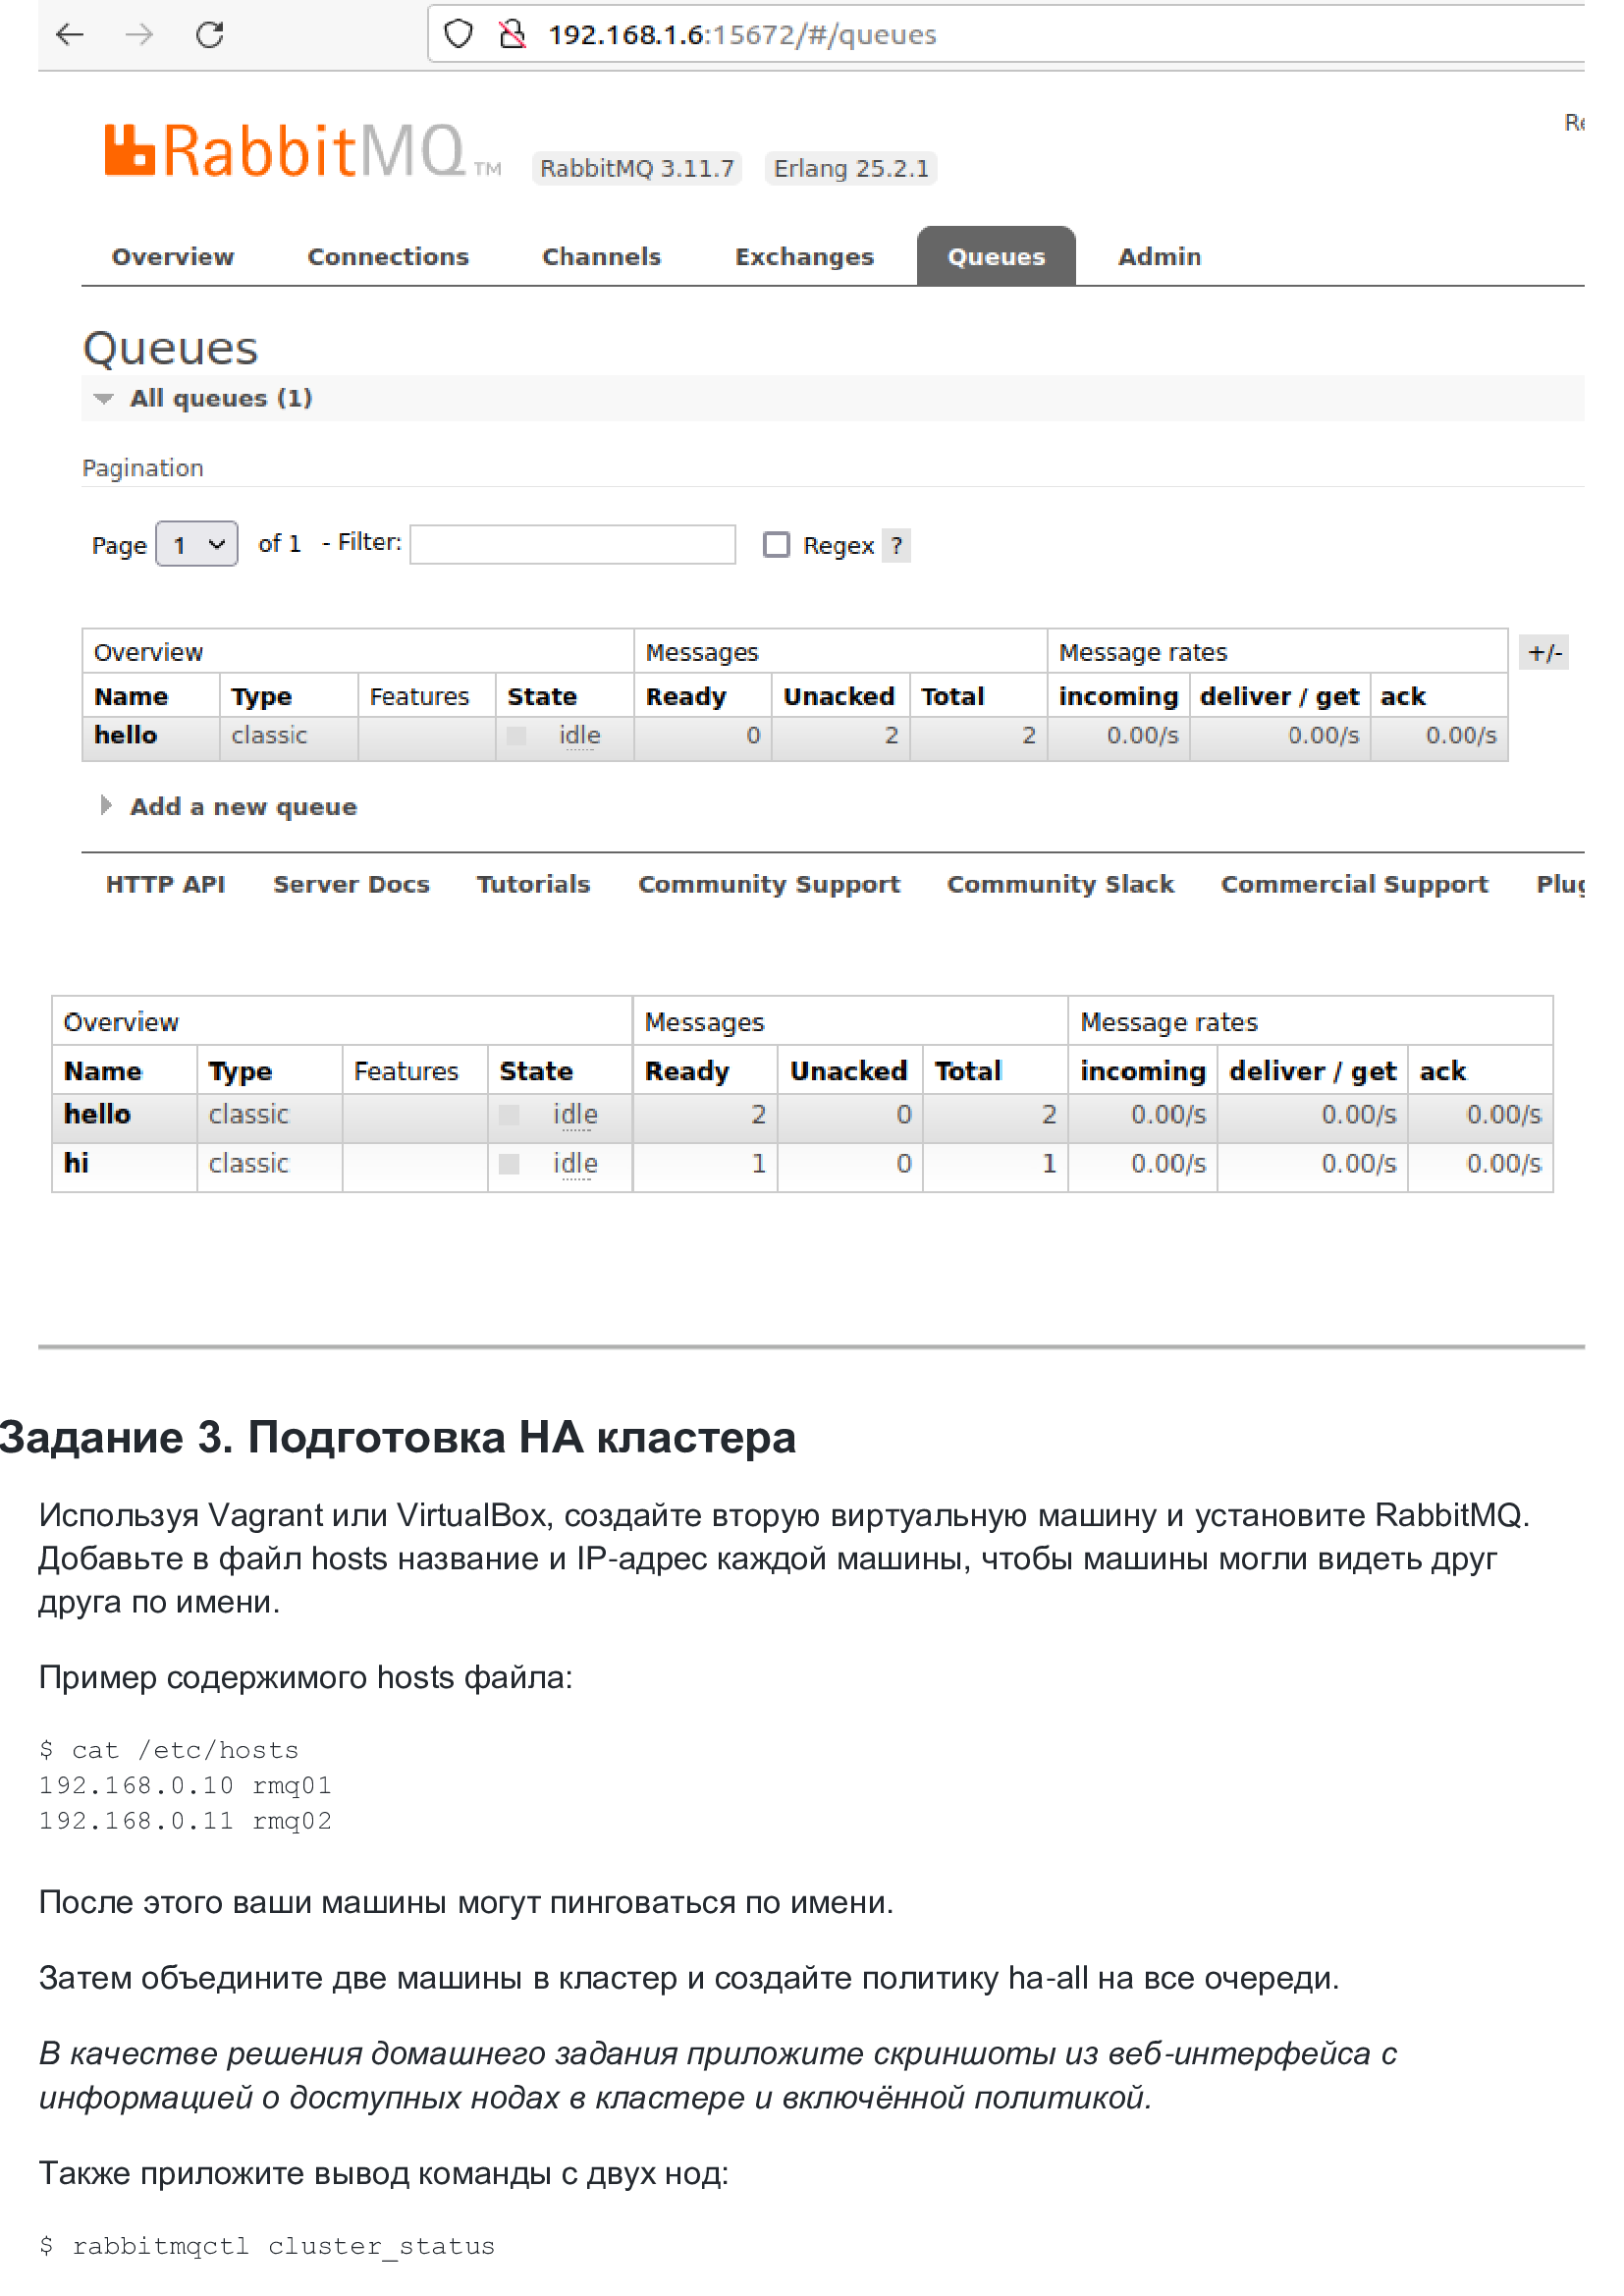 192.168.1.6:15672/#/queues
RabbitMQ TM RabbitMQ 3.11.7 Erlang 25.2.1
Overview Connections Channels Exchanges Queues Admin
Queues
All queues (1)
Pagination
Page 1 of 1 - Filter: Regex ?
Overview Messages Message rates +/-
Name Type Features State Ready Unacked Total incoming deliver / get ack
hello classic idle 0 2 2 0.00/s 0.00/s 0.00/s
Add a new queue
HTTP API Server Docs Tutorials Community Support Community Slack Commercial Support
Overview Messages Message rates
Name Type Features State Ready Unacked Total incoming deliver / get ack
hello classic idle 2 0 2 0.00/s 0.00/s 0.00/s
hi classic idle 1 0 1 0.00/s 0.00/s 0.00/s
Задание 3. Подготовка HA кластера
Используя Vagrant или VirtualBox, создайте вторую виртуальную машину и установите RabbitMQ.
Добавьте в файл hosts название и IP-адрес каждой машины, чтобы машины могли видеть друг
друга по имени.
Пример содержимого hosts файла:
$ cat /etc/hosts
192.168.0.10 rmq01
192.168.0.11 rmq02
После этого ваши машины могут пинговаться по имени.
Затем объедините две машины в кластер и создайте политику ha-all на все очереди.
В качестве решения домашнего задания приложите скриншоты из веб-интерфейса с
информацией о доступных нодах в кластере и включённой политикой.
Также приложите вывод команды с двух нод:
$ rabbitmqctl cluster_status